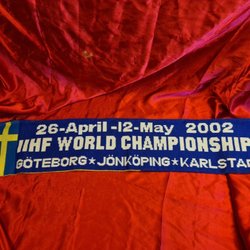 26-April-12-May 2002
IIHF WORLD CHAMPIONSHIP
GÖTEBORG★JÖNKÖPING★KARLSTAD